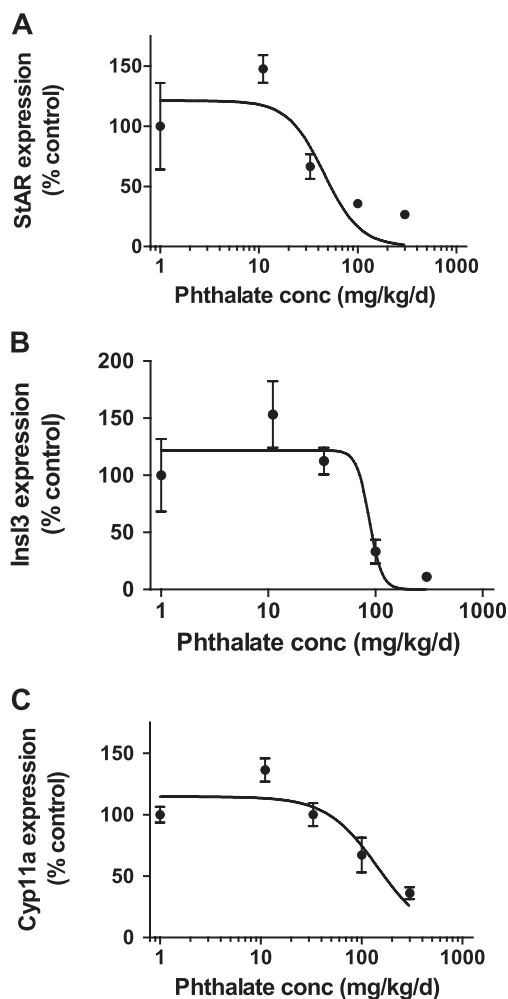 A
StAR expression
(% control)
150
100
50
0
1 10 100 1000
Phthalate conc (mg/kg/d)
B
Insl3 expression
(% control)
200
150
100
50
0
1 10 100 1000
Phthalate conc (mg/kg/d)
C
Cyp11a expression
(% control)
150
100
50
0
1 10 100 1000
Phthalate conc (mg/kg/d)